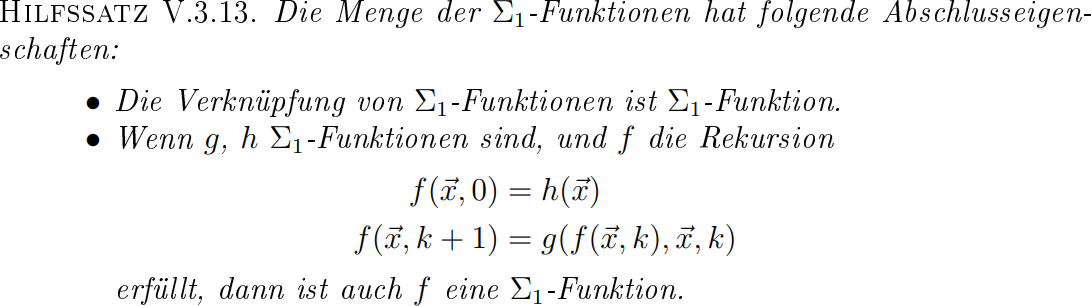 HILFSSATZ V.3.13. Die Menge der Σ₁-Funktionen hat folgende Abschlusseigen-
schaften:
• Die Verknüpfung von Σ₁-Funktionen ist Σ₁-Funktion.
• Wenn g, h Σ₁-Funktionen sind, und f die Rekursion
f(x⃗, 0) = h(x⃗)
f(x⃗, k + 1) = g(f(x⃗, k), x⃗, k)
erfüllt, dann ist auch f eine Σ₁-Funktion.